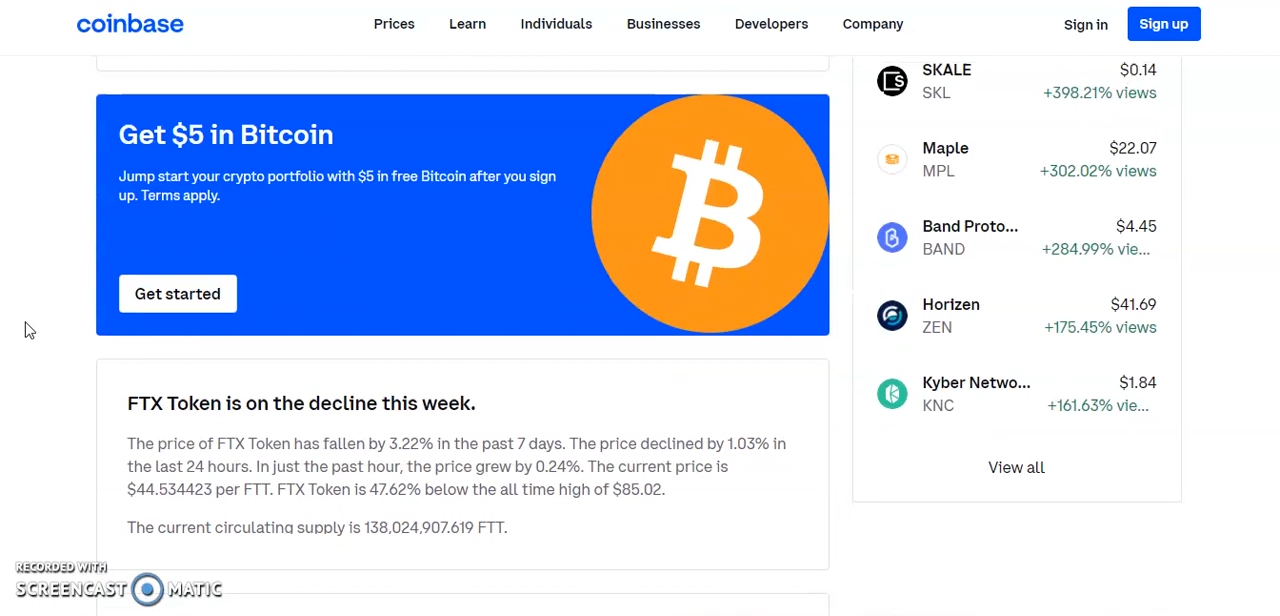 coinbase
Prices Learn Individuals Businesses Developers Company Sign in Sign up
Get $5 in Bitcoin
Jump start your crypto portfolio with $5 in free Bitcoin after you sign
up. Terms apply.
Get started
FTX Token is on the decline this week.
The price of FTX Token has fallen by 3.22% in the past 7 days. The price declined by 1.03% in
the last 24 hours. In just the past hour, the price grew by 0.24%. The current price is
$44.534423 per FTT. FTX Token is 47.62% below the all time high of $85.02.
The current circulating supply is 138,024,907.619 FTT.
SKALE $0.14
SKL +398.21% views
Maple $22.07
MPL +302.02% views
Band Proto... $4.45
BAND +284.99% vie...
Horizen $41.69
ZEN +175.45% views
Kyber Netwo... $1.84
KNC +161.63% vie...
View all
RECORDED WITH
SCREENCAST MATIC